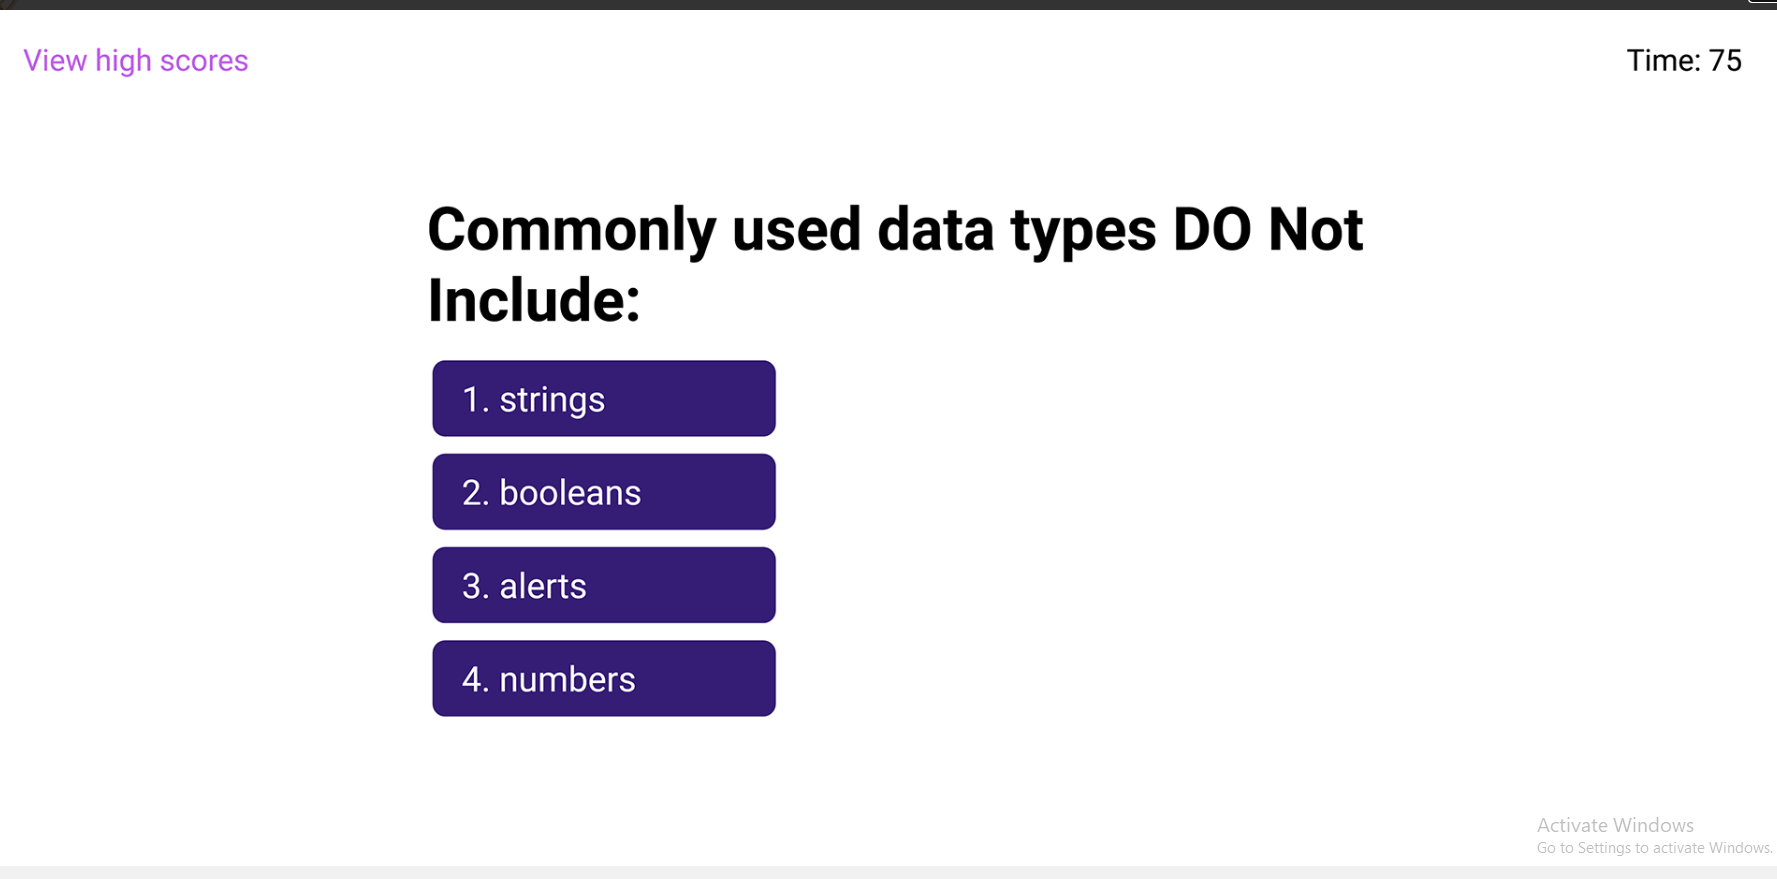 View high scores
Time: 75
Commonly used data types DO Not
Include:
1. strings
2. booleans
3. alerts
4. numbers
Activate Windows
Go to Settings to activate Windows.